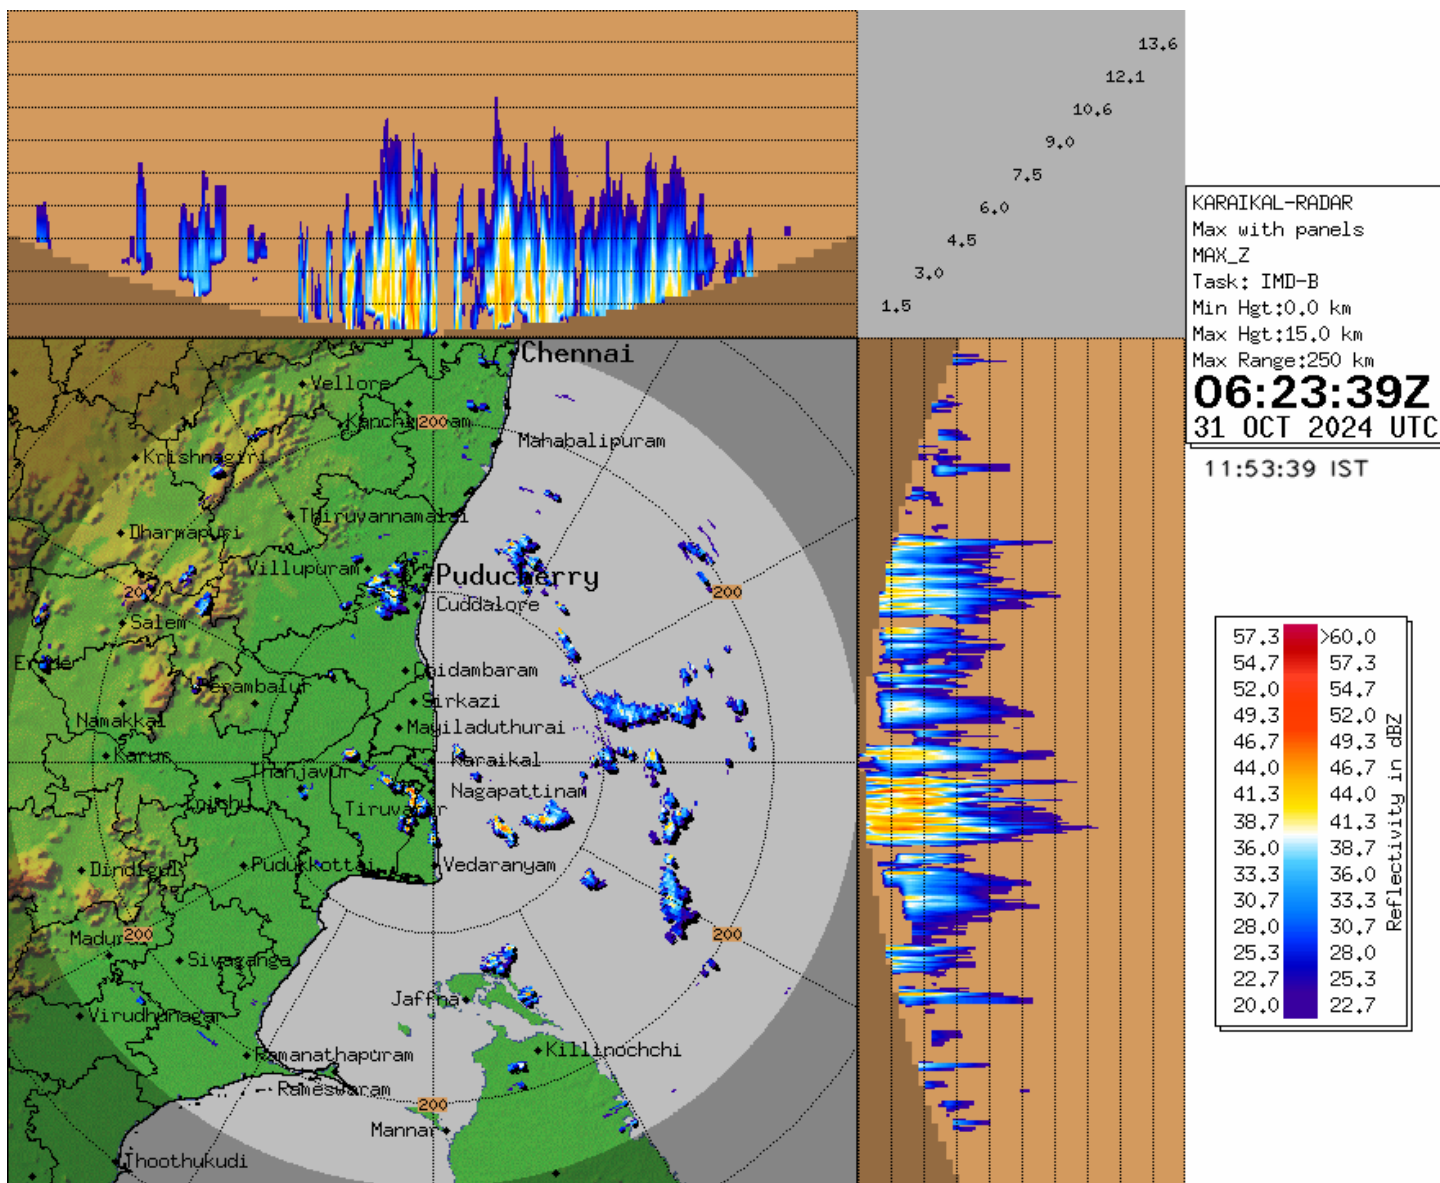 13.6
12.1
10.6
9.0
7.5
6.0
4.5
3.0
1.5
KARAIKAL-RADAR
Max with panels
MAX_Z
Task: IMD-B
Min Hgt:0.0 km
Max Hgt:15.0 km
Max Range:250 km
06:23:39Z
31 OCT 2024 UTC
11:53:39 IST
Chennai
Vellore
Kanchipuram
200
Mahabalipuram
Krishnagiri
Thiruvannamalai
Dharmapuri
Villupuram
Puducherry
200
200
Cuddalore
Salem
Erode
Chidambaram
Perambalur
Sirkazi
Namakkal
Mayiladuthurai
Karur
Karaikal
Thanjavur
Nagapattinam
Trichy
Tiruvarur
Dindigul
Pudukkottai
Vedaranyam
200
200
Madurai
Sivaganga
Jaffna
Virudhunagar
Killinochchi
Ramanathapuram
Rameswaram
200
Mannar
Thoothukudi
57.3 >60.0
54.7 57.3
52.0 54.7
49.3 52.0
46.7 49.3
44.0 46.7
41.3 44.0
38.7 41.3
36.0 38.7
33.3 36.0
30.7 33.3
28.0 30.7
25.3 28.0
22.7 25.3
20.0 22.7
Reflectivity in dBZ